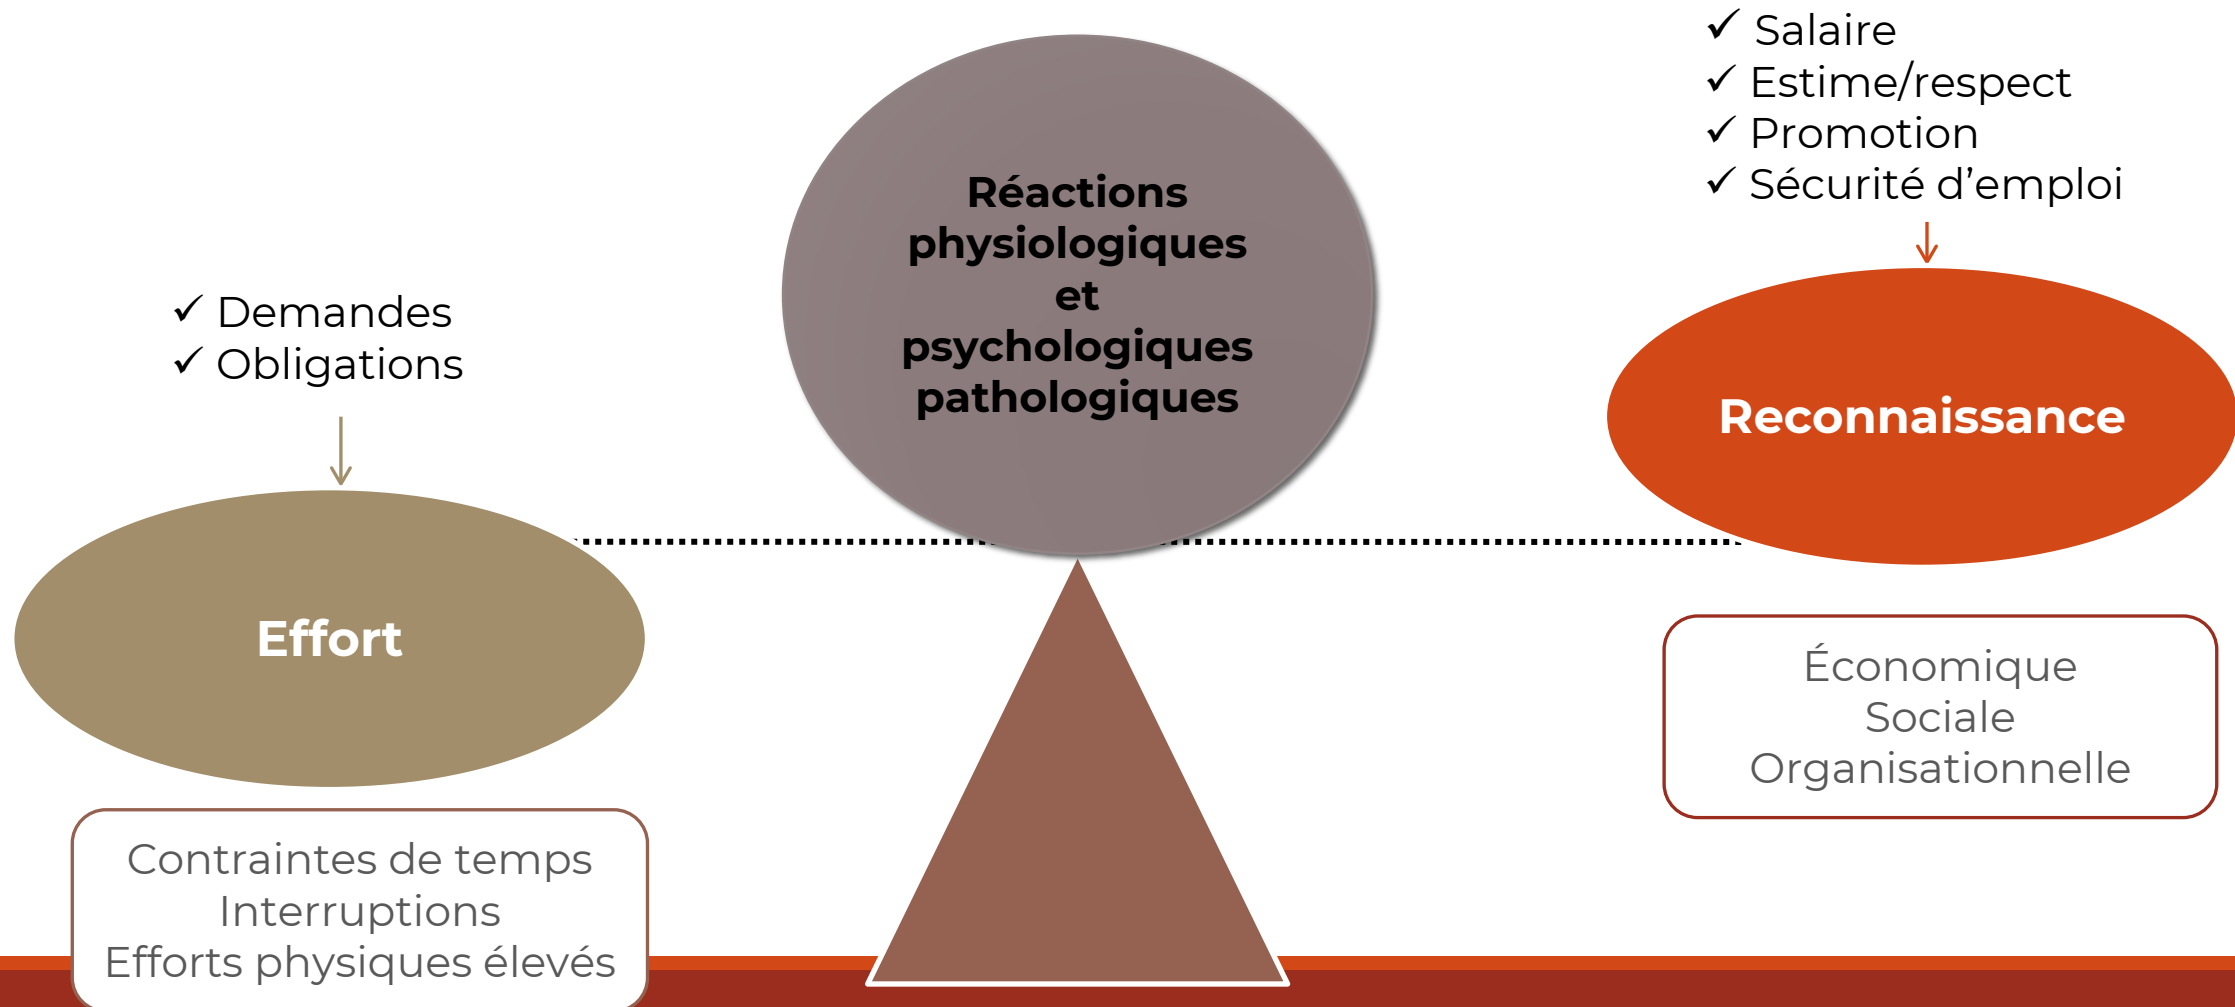 ✓ Demandes
✓ Obligations
Effort
Contraintes de temps
Interruptions
Efforts physiques élevés
Réactions
physiologiques
et
psychologiques
pathologiques
✓ Salaire
✓ Estime/respect
✓ Promotion
✓ Sécurité d’emploi
Reconnaissance
Économique
Sociale
Organisationnelle